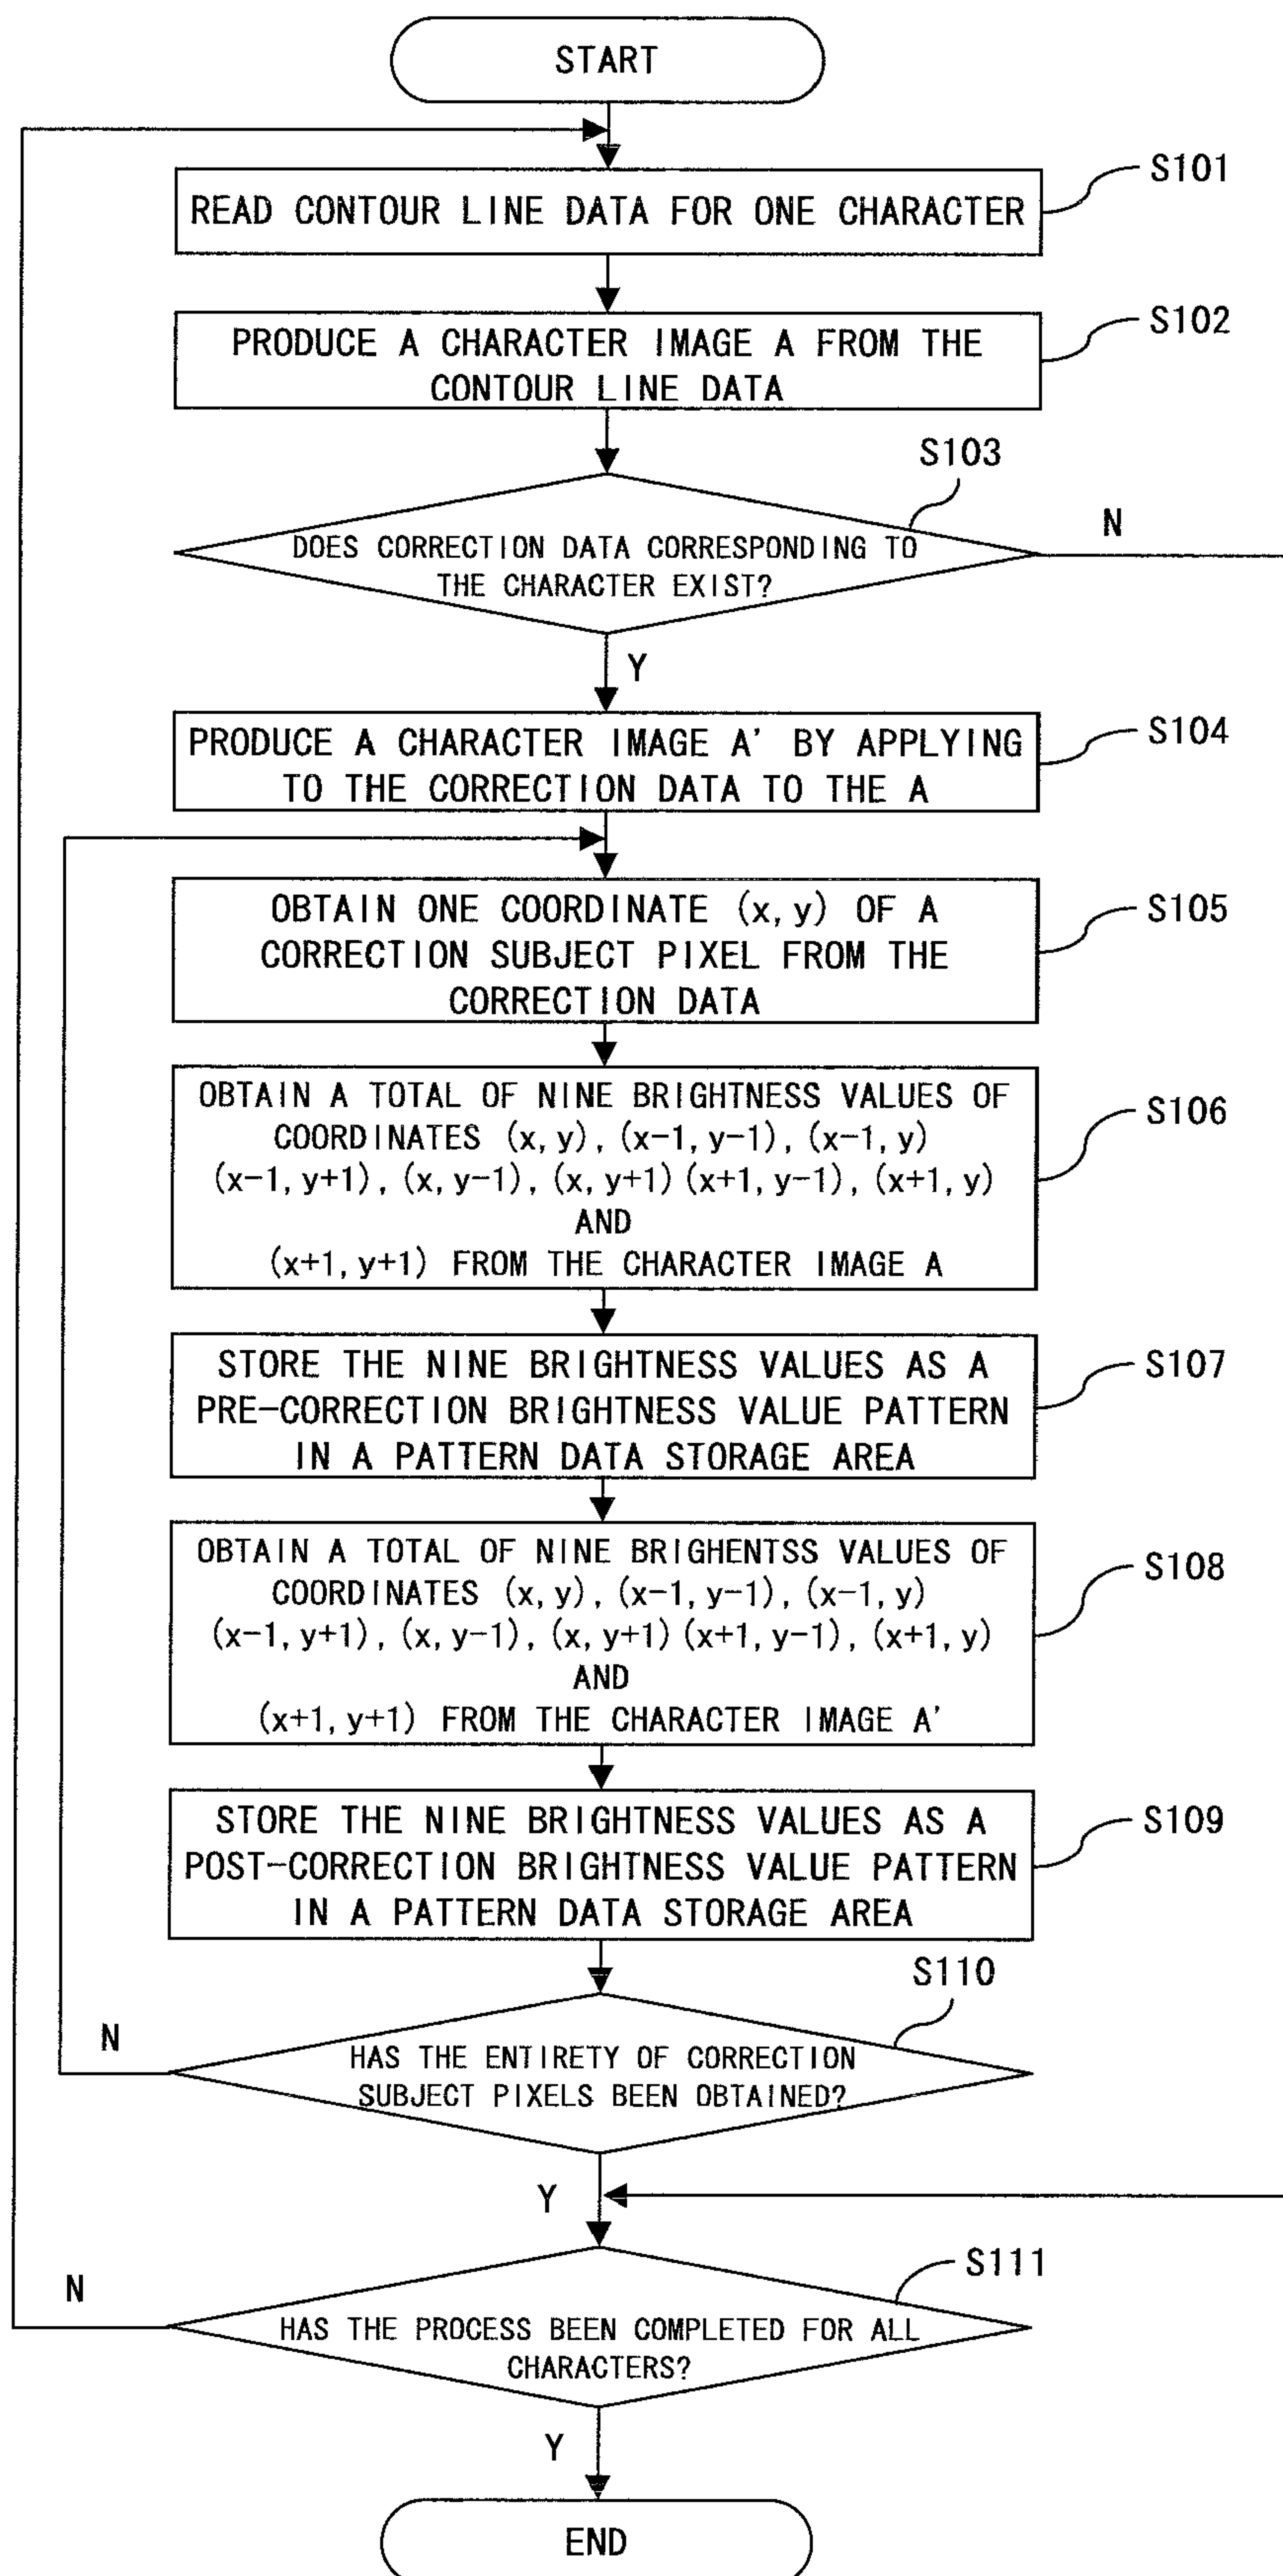 START
S101
READ CONTOUR LINE DATA FOR ONE CHARACTER
S102
PRODUCE A CHARACTER IMAGE A FROM THE
CONTOUR LINE DATA
S103
N
DOES CORRECTION DATA CORRESPONDING TO
THE CHARACTER EXIST?
Y
S104
PRODUCE A CHARACTER IMAGE A' BY APPLYING
TO THE CORRECTION DATA TO THE A
S105
OBTAIN ONE COORDINATE (x, y) OF A
CORRECTION SUBJECT PIXEL FROM THE
CORRECTION DATA
S106
OBTAIN A TOTAL OF NINE BRIGHTNESS VALUES OF
COORDINATES (x, y), (x-1, y-1), (x-1, y)
(x-1, y+1), (x, y-1), (x, y+1) (x+1, y-1), (x+1, y)
AND
(x+1, y+1) FROM THE CHARACTER IMAGE A
S107
STORE THE NINE BRIGHTNESS VALUES AS A
PRE-CORRECTION BRIGHTNESS VALUE PATTERN
IN A PATTERN DATA STORAGE AREA
S108
OBTAIN A TOTAL OF NINE BRIGHENTSS VALUES OF
COORDINATES (x, y), (x-1, y-1), (x-1, y)
(x-1, y+1), (x, y-1), (x, y+1) (x+1, y-1), (x+1, y)
AND
(x+1, y+1) FROM THE CHARACTER IMAGE A'
S109
STORE THE NINE BRIGHTNESS VALUES AS A
POST-CORRECTION BRIGHTNESS VALUE PATTERN
IN A PATTERN DATA STORAGE AREA
S110
N
HAS THE ENTIRETY OF CORRECTION
SUBJECT PIXELS BEEN OBTAINED?
Y
S111
N
HAS THE PROCESS BEEN COMPLETED FOR ALL
CHARACTERS?
Y
END